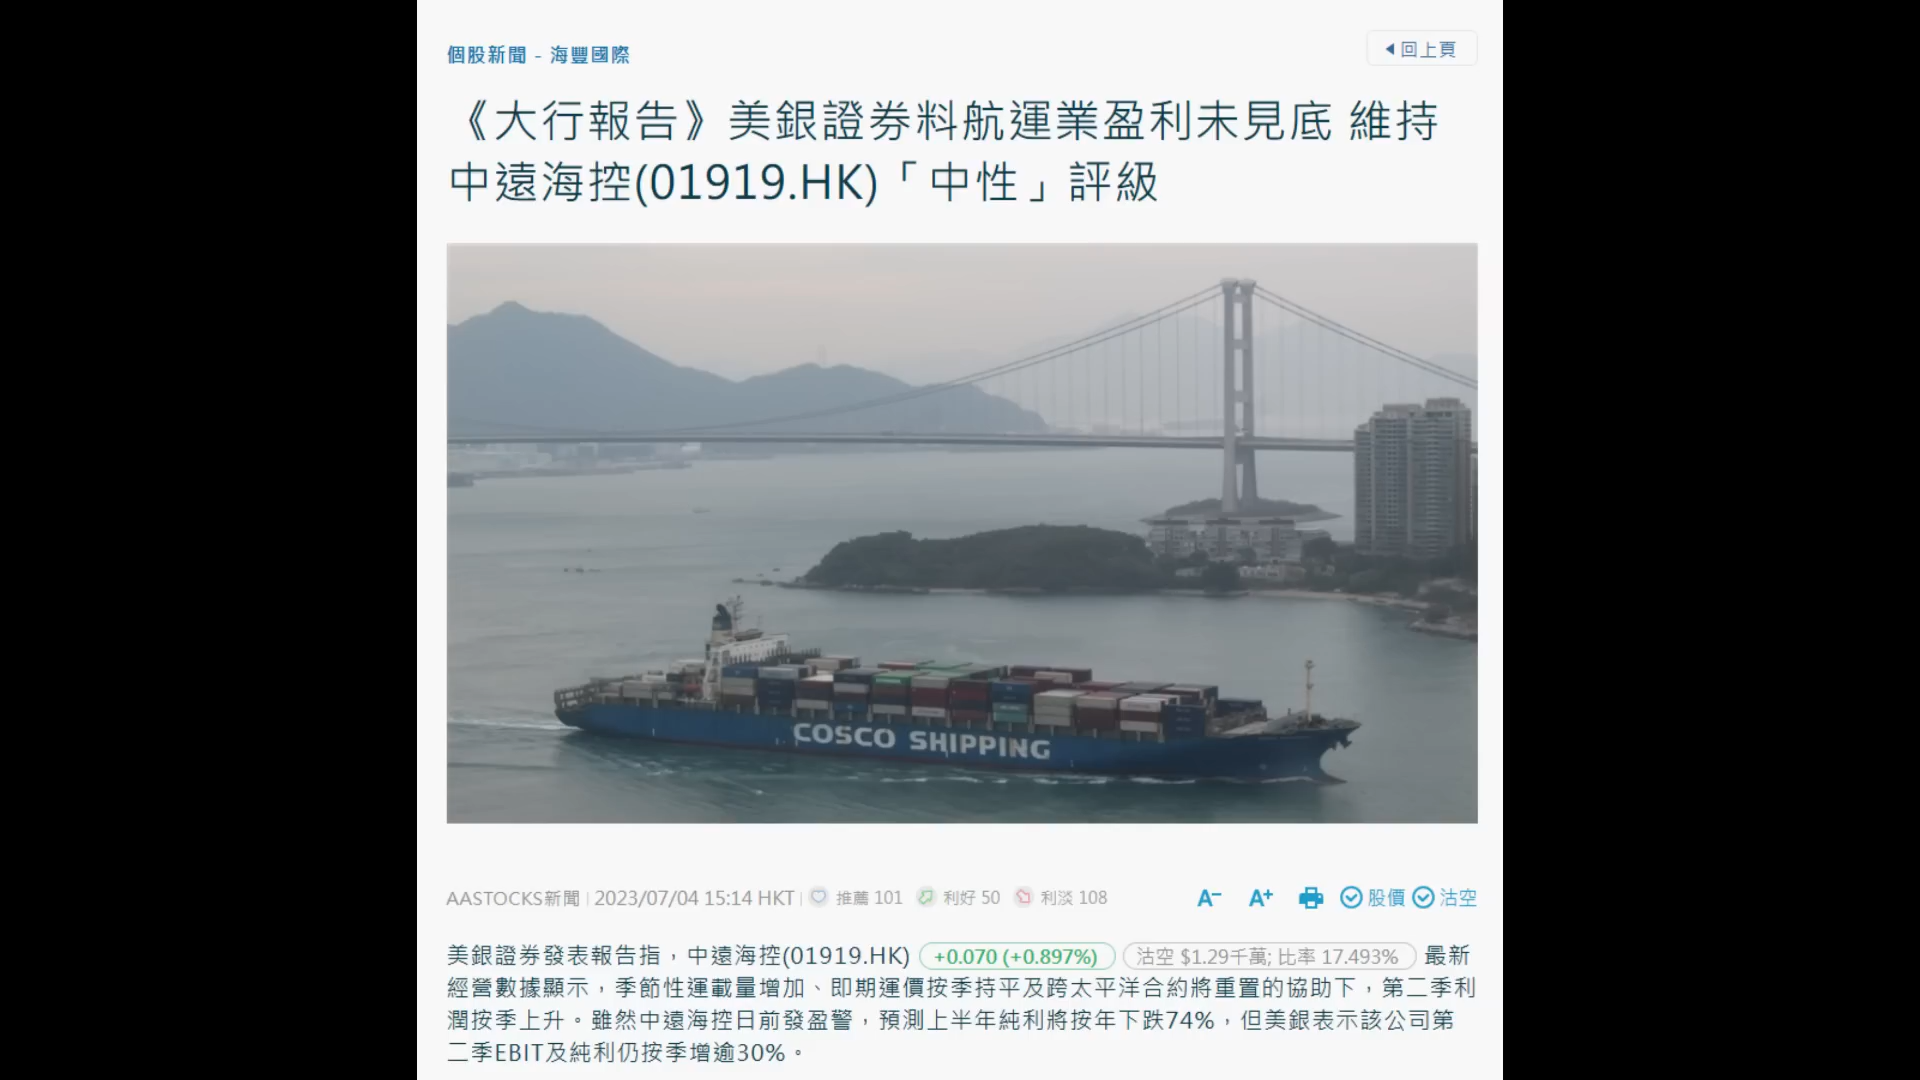 個股新聞 - 海豐國際
回上頁
《大行報告》美銀證券料航運業盈利未見底 維持
中遠海控(01919.HK)「中性」評級
COSCO SHIPPING
AASTOCKS新聞 | 2023/07/04 15:14 HKT | 推薦 101 利好 50 利淡 108
A− A+ 股價 沽空
美銀證券發表報告指，中遠海控(01919.HK) +0.070 (+0.897%) 沽空 $1.29千萬; 比率 17.493% 最新
經營數據顯示，季節性運載量增加、即期運價按季持平及跨太平洋合約將重置的協助下，第二季利
潤按季上升。雖然中遠海控日前發盈警，預測上半年純利將按年下跌74%，但美銀表示該公司第
二季EBIT及純利仍按季增逾30%。